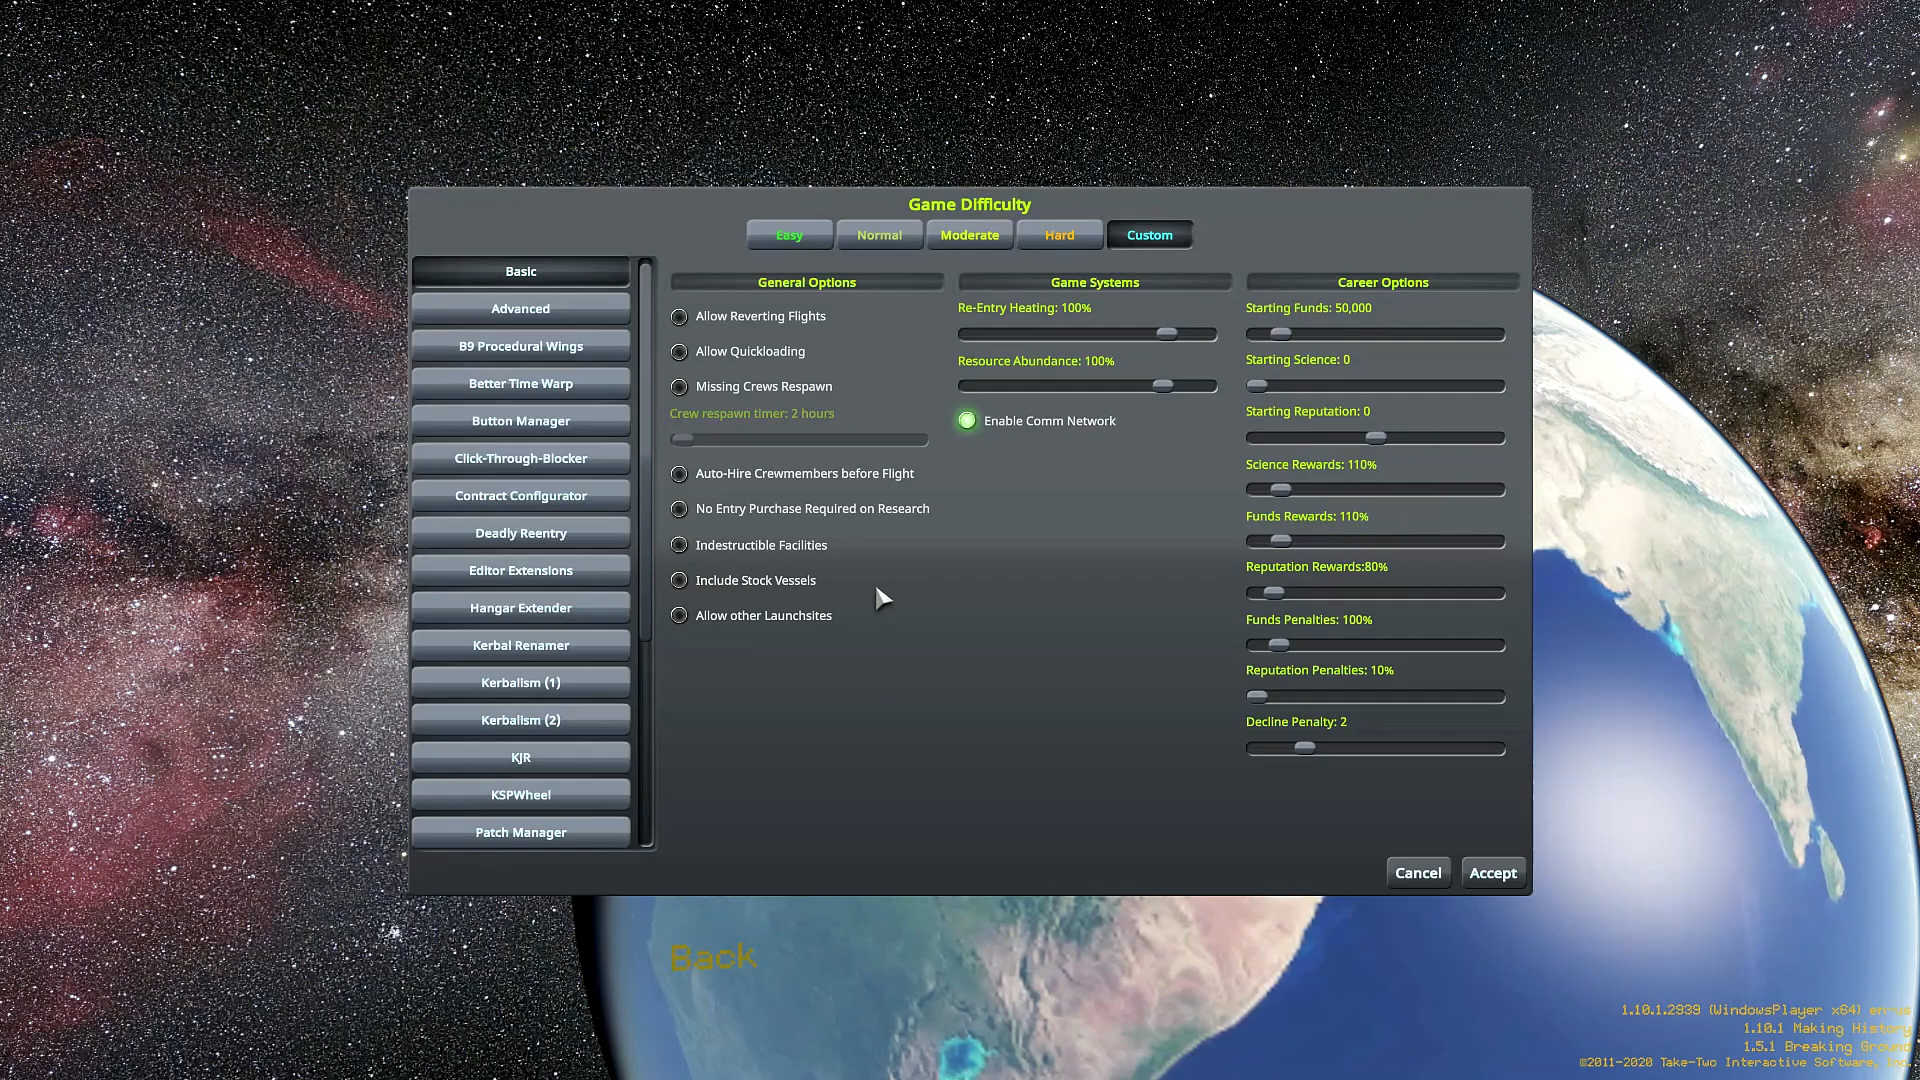 Game Difficulty
Easy
Normal
Moderate
Hard
Custom
Basic
Advanced
B9 Procedural Wings
Better Time Warp
Button Manager
Click-Through-Blocker
Contract Configurator
Deadly Reentry
Editor Extensions
Hangar Extender
Kerbal Renamer
Kerbalism (1)
Kerbalism (2)
KJR
KSPWheel
Patch Manager
General Options
Allow Reverting Flights
Allow Quickloading
Missing Crews Respawn
Crew respawn timer: 2 hours
Auto-Hire Crewmembers before Flight
No Entry Purchase Required on Research
Indestructible Facilities
Include Stock Vessels
Allow other Launchsites
Game Systems
Re-Entry Heating: 100%
Resource Abundance: 100%
Enable Comm Network
Career Options
Starting Funds: 50,000
Starting Science: 0
Starting Reputation: 0
Science Rewards: 110%
Funds Rewards: 110%
Reputation Rewards:80%
Funds Penalties: 100%
Reputation Penalties: 10%
Decline Penalty: 2
Cancel
Accept
Back
1.10.1.2939 (WindowsPlayer x64)
1.10.1 Making History
1.5.1 Breaking Ground
©2011-2020 Take-Two Interactive Software,